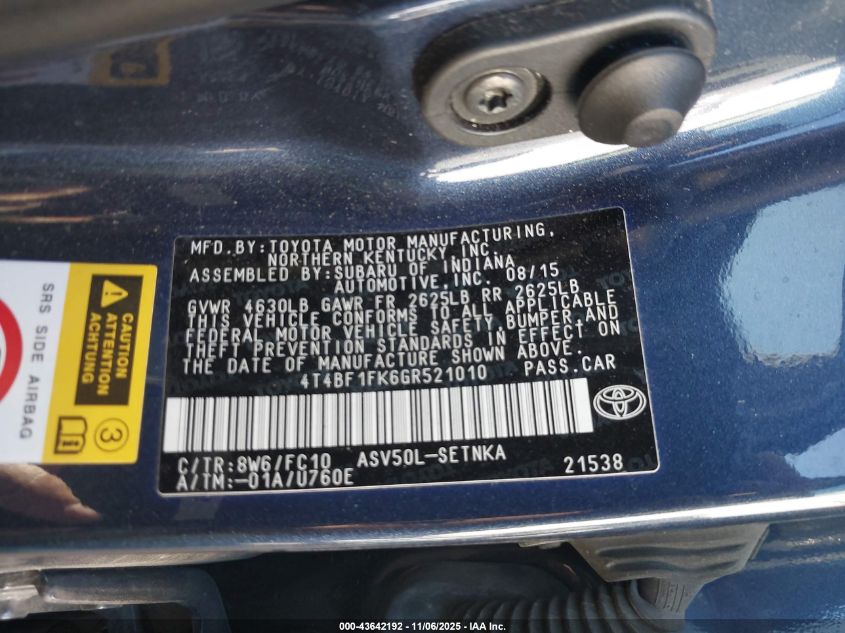 MFD.BY:TOYOTA MOTOR MANUFACTURING,
NORTHERN KENTUCKY,INC.
ASSEMBLED BY:SUBARU OF INDIANA
AUTOMOTIVE,INC. 08/15
GVWR 4630LB GAWR FR 2625LB RR 2625LB
THIS VEHICLE CONFORMS TO ALL APPLICABLE
FEDERAL MOTOR VEHICLE SAFETY,BUMPER AND
THEFT PREVENTION STANDARDS IN EFFECT ON
THE DATE OF MANUFACTURE SHOWN ABOVE.
4T4BF1FK6GR521010 PASS.CAR
C/TR:8W6/FC10 ASV50L-SETNKA
A/TM:-01A/U760E 21538
SRS SIDE AIRBAG
CAUTION
ATTENTION
ACHTUNG
3
000-43642192 - 11/06/2025 - IAA Inc.